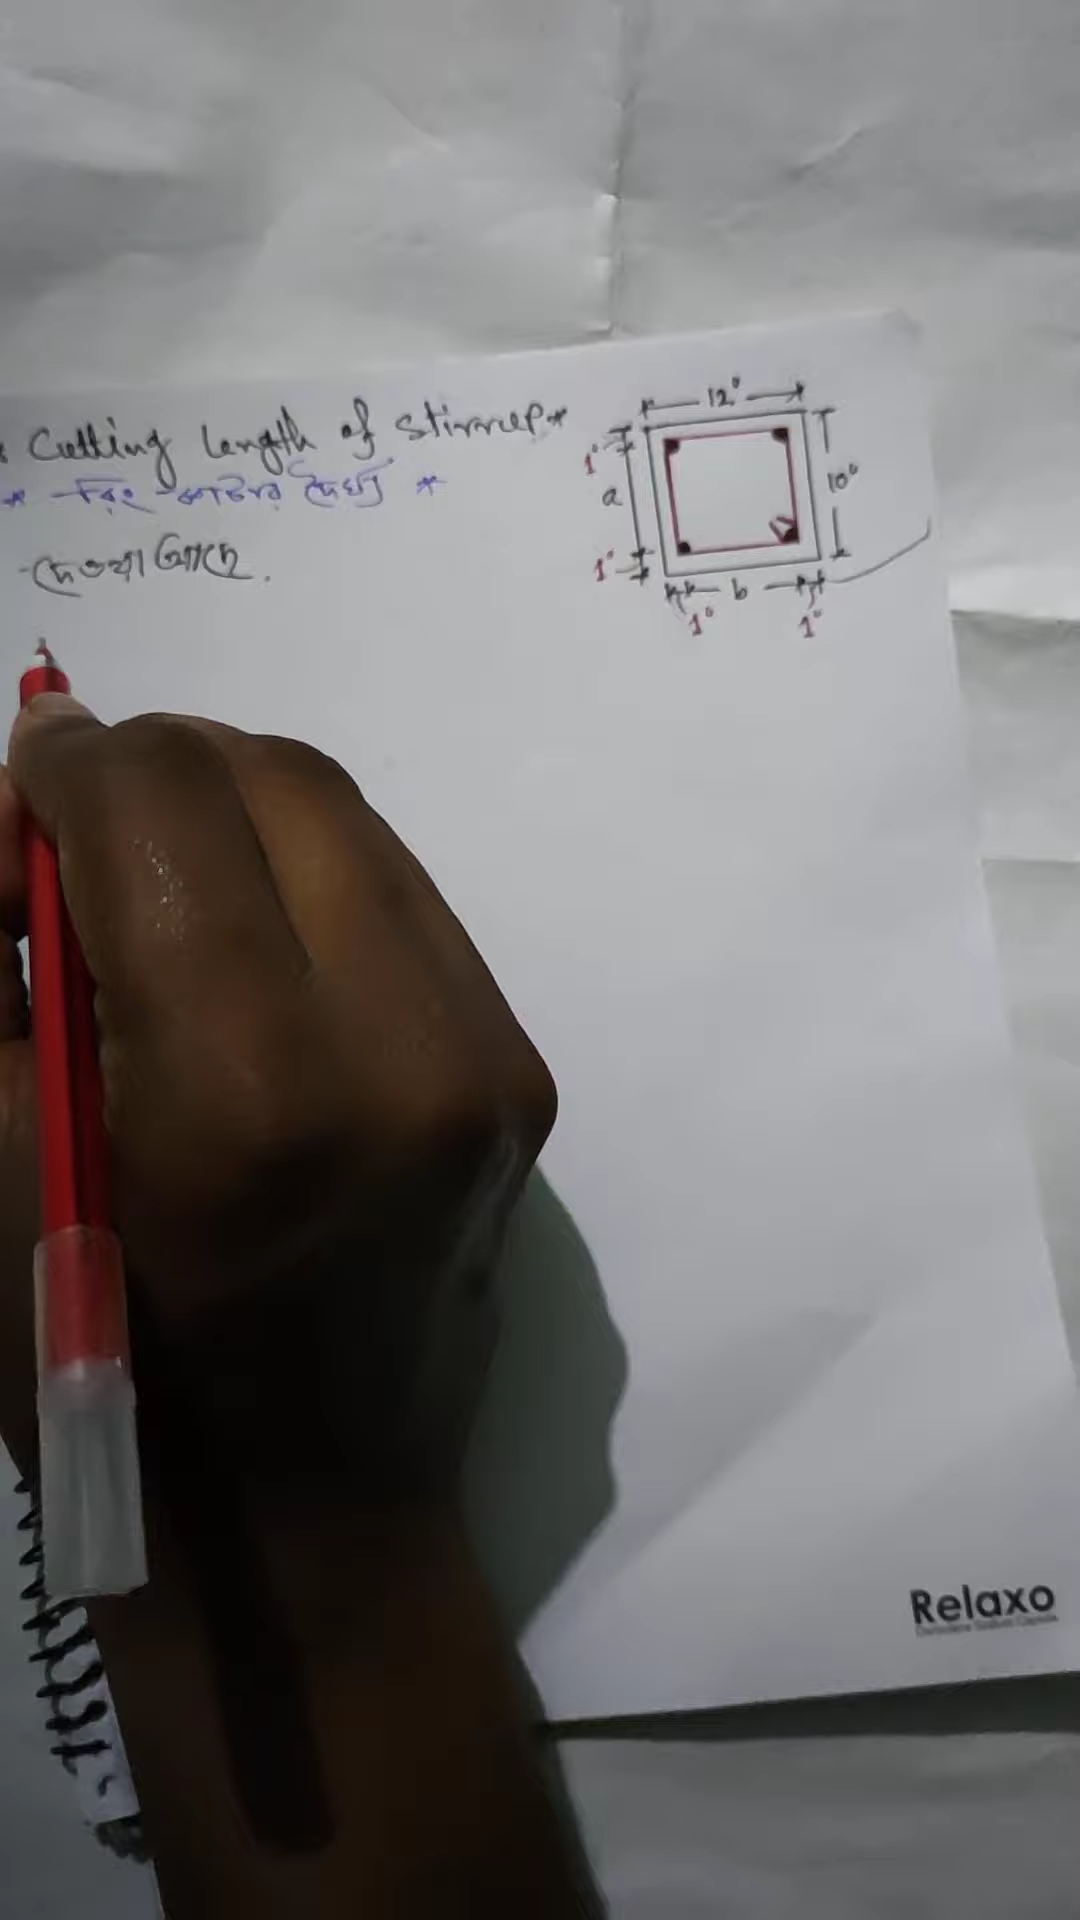 Cutting Length of Stirrup *
* রিং কাটার দৈর্ঘ্য *
দেওয়া আছে.
12"
1"
a
10"
1"
b
1"
1"
Relaxo